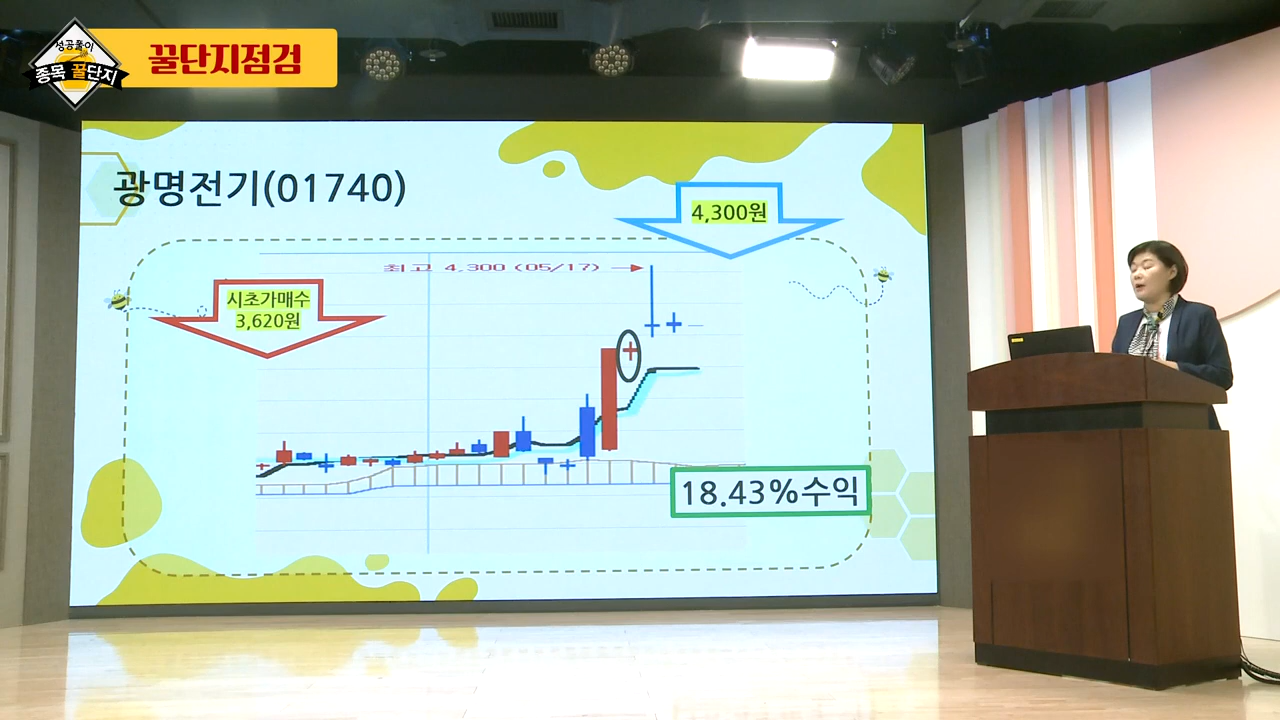 성공풀이
종목 꿀단지
꿀단지점검
광명전기(01740)
4,300원
최고 4,300 (05/17)
시초가매수
3,620원
18.43%수익